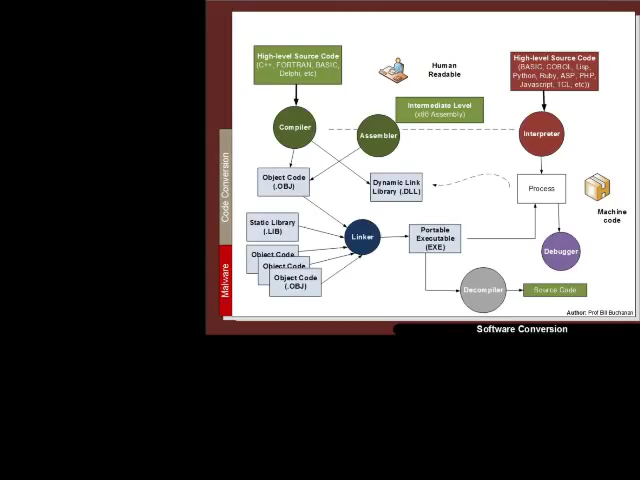 High-level Source Code
(C++, FORTRAN, BASIC,
Delphi, etc)
Human
Readable
High-level Source Code
(BASIC, COBOL, Lisp,
Python, Ruby, ASP, PHP,
Javascript, TCL, etc))
Intermediate Level
(x86 Assembly)
Compiler
Assembler
Interpreter
Code Conversion
Object Code
(.OBJ)
Dynamic Link
Library (.DLL)
Process
Machine
code
Static Library
(.LIB)
Linker
Portable
Executable
(EXE)
Debugger
Malware
Object Code
Object Code
Object Code
(.OBJ)
Decompiler
Source Code
Author: Prof Bill Buchanan
Software Conversion